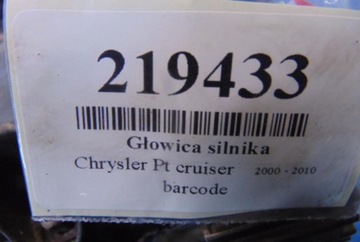 219433
Głowica silnika
Chrysler Pt cruiser 2000 - 2010
barcode